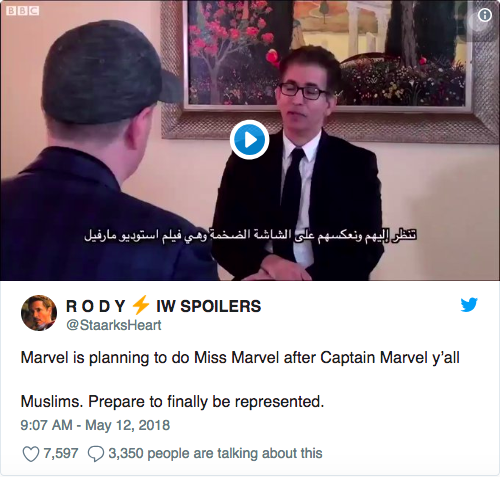 BBC
تنظر إليهم ونعكسهم على الشاشة الضخمة وهي فيلم استوديو مارفيل
R O D Y ⚡ IW SPOILERS
@StaarksHeart
Marvel is planning to do Miss Marvel after Captain Marvel y'all
Muslims. Prepare to finally be represented.
9:07 AM - May 12, 2018
7,597 3,350 people are talking about this